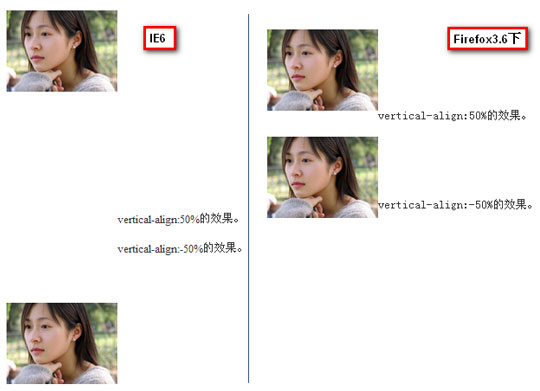 IE6
vertical-align:50%的效果。
vertical-align:-50%的效果。
Firefox3.6下
vertical-align:50%的效果。
vertical-align:-50%的效果。